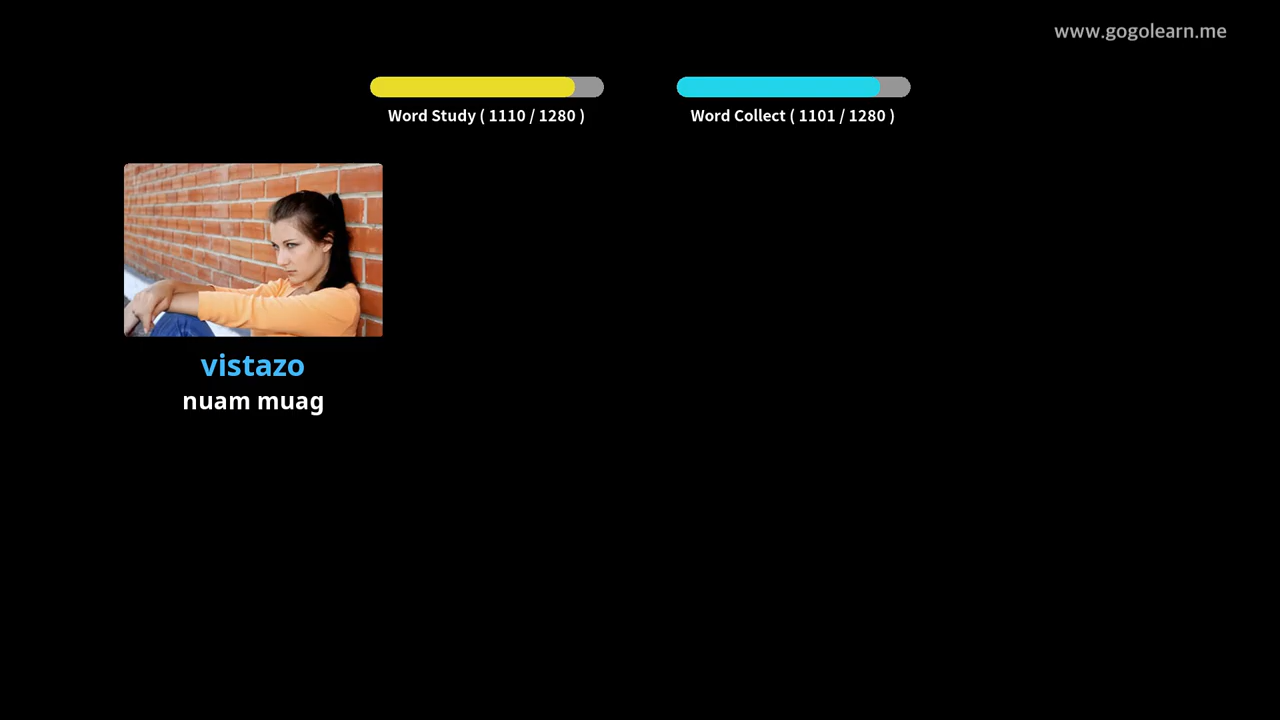 www.gogolearn.me
Word Study ( 1110 / 1280 )
Word Collect ( 1101 / 1280 )
vistazo
nuam muag